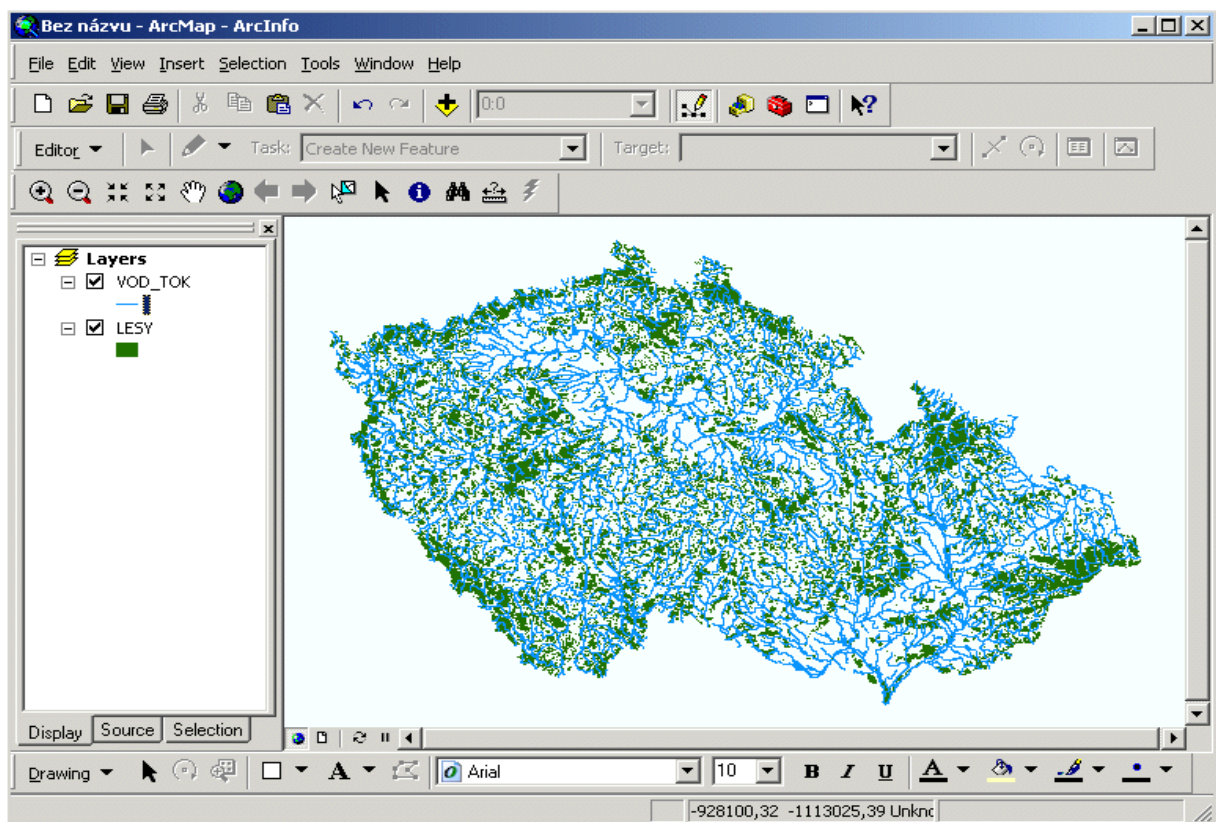 Bez názvu - ArcMap - ArcInfo
File Edit View Insert Selection Tools Window Help
0:0
Editor Task: Create New Feature Target:
Layers
VOD_TOK
LESY
Display Source Selection
Drawing A Arial 10 B I U A
-928100,32 -1113025,39 Unknc